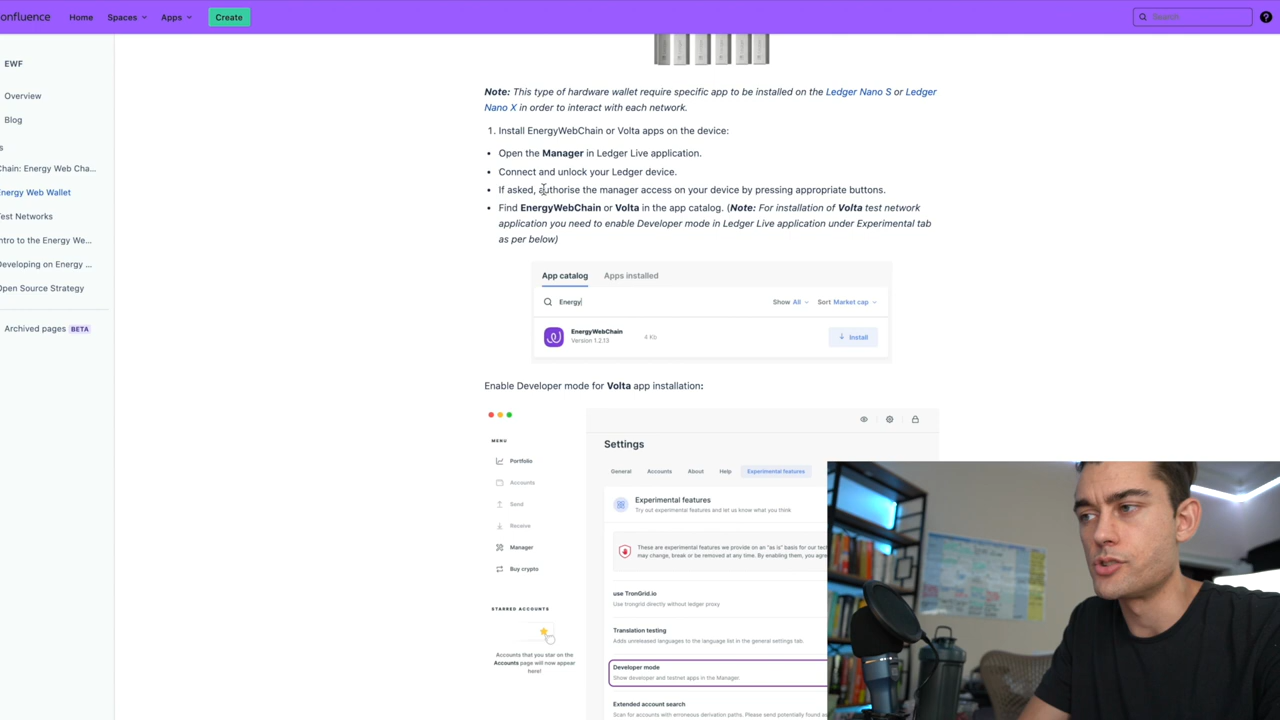 onfluence
Home
Spaces
Apps
Create
Search
?
EWF
Overview
Blog
s
Chain: Energy Web Cha...
Energy Web Wallet
Test Networks
ntro to the Energy We...
Developing on Energy ...
Open Source Strategy
Archived pages BETA
Note: This type of hardware wallet require specific app to be installed on the Ledger Nano S or Ledger
Nano X in order to interact with each network.
1. Install EnergyWebChain or Volta apps on the device:
• Open the Manager in Ledger Live application.
• Connect and unlock your Ledger device.
• If asked, authorise the manager access on your device by pressing appropriate buttons.
• Find EnergyWebChain or Volta in the app catalog. (Note: For installation of Volta test network
application you need to enable Developer mode in Ledger Live application under Experimental tab
as per below)
App catalog
Apps installed
Energy
Show All
Sort Market cap
EnergyWebChain
Version 1.2.13
4 Kb
Install
Enable Developer mode for Volta app installation:
MENU
Portfolio
Accounts
Send
Receive
Manager
Buy crypto
STARRED ACCOUNTS
Accounts that you star on the
Accounts page will now appear
here!
Settings
General
Accounts
About
Help
Experimental features
Experimental features
Try out experimental features and let us know what you think.
These are experimental features we provide on an "as is" basis for our tec
may change, break or be removed at any time. By enabling them, you agre
use TronGrid.io
Use trongrid directly without ledger proxy
Translation testing
Adds unreleased languages to the language list in the general settings tab.
Developer mode
Show developer and testnet apps in the Manager.
Extended account search
Scan for accounts with erroneous derivation paths. Please send potentially found as